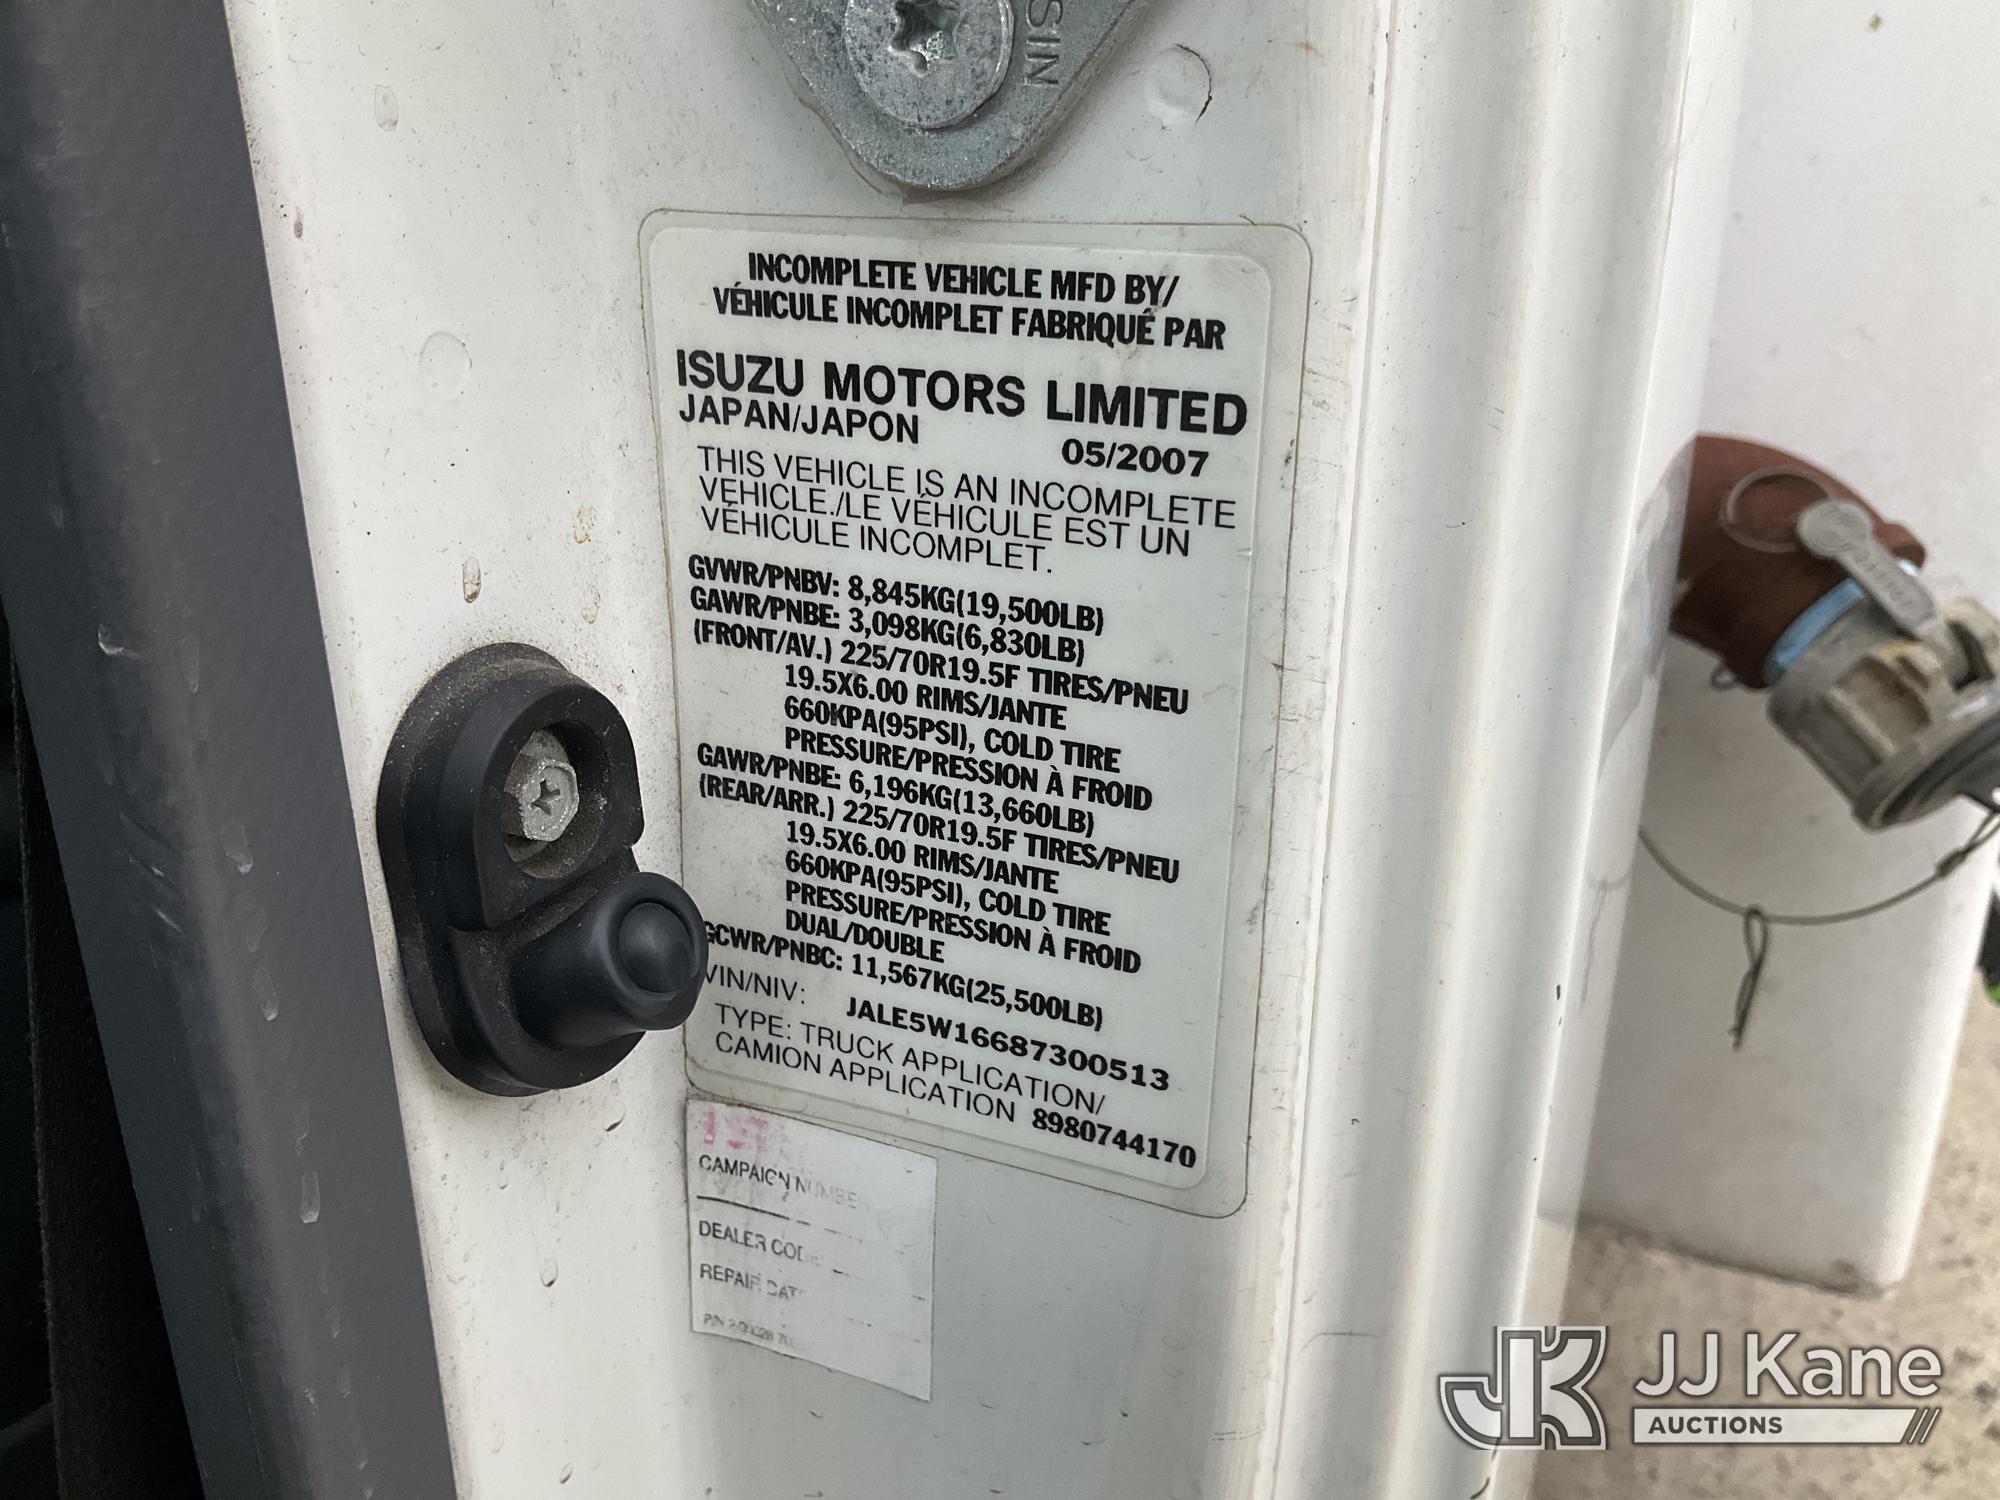 SIN
INCOMPLETE VEHICLE MFD BY/
VÉHICULE INCOMPLET FABRIQUÉ PAR
ISUZU MOTORS LIMITED
JAPAN/JAPON 05/2007
THIS VEHICLE IS AN INCOMPLETE
VEHICLE./LE VÉHICULE EST UN
VÉHICULE INCOMPLET.
GVWR/PNBV: 8,845KG(19,500LB)
GAWR/PNBE: 3,098KG(6,830LB)
(FRONT/AV.) 225/70R19.5F TIRES/PNEU
19.5X6.00 RIMS/JANTE
660KPA(95PSI), COLD TIRE
PRESSURE/PRESSION À FROID
GAWR/PNBE: 6,196KG(13,660LB)
(REAR/ARR.) 225/70R19.5F TIRES/PNEU
19.5X6.00 RIMS/JANTE
660KPA(95PSI), COLD TIRE
PRESSURE/PRESSION À FROID
DUAL/DOUBLE
GCWR/PNBC: 11,567KG(25,500LB)
VIN/NIV: JALE5W16687300513
TYPE: TRUCK APPLICATION/
CAMION APPLICATION 8980744170
CAMPAIGN NUMBER
DEALER CODE
REPAIR DATE
P/N
JK JJ Kane
AUCTIONS